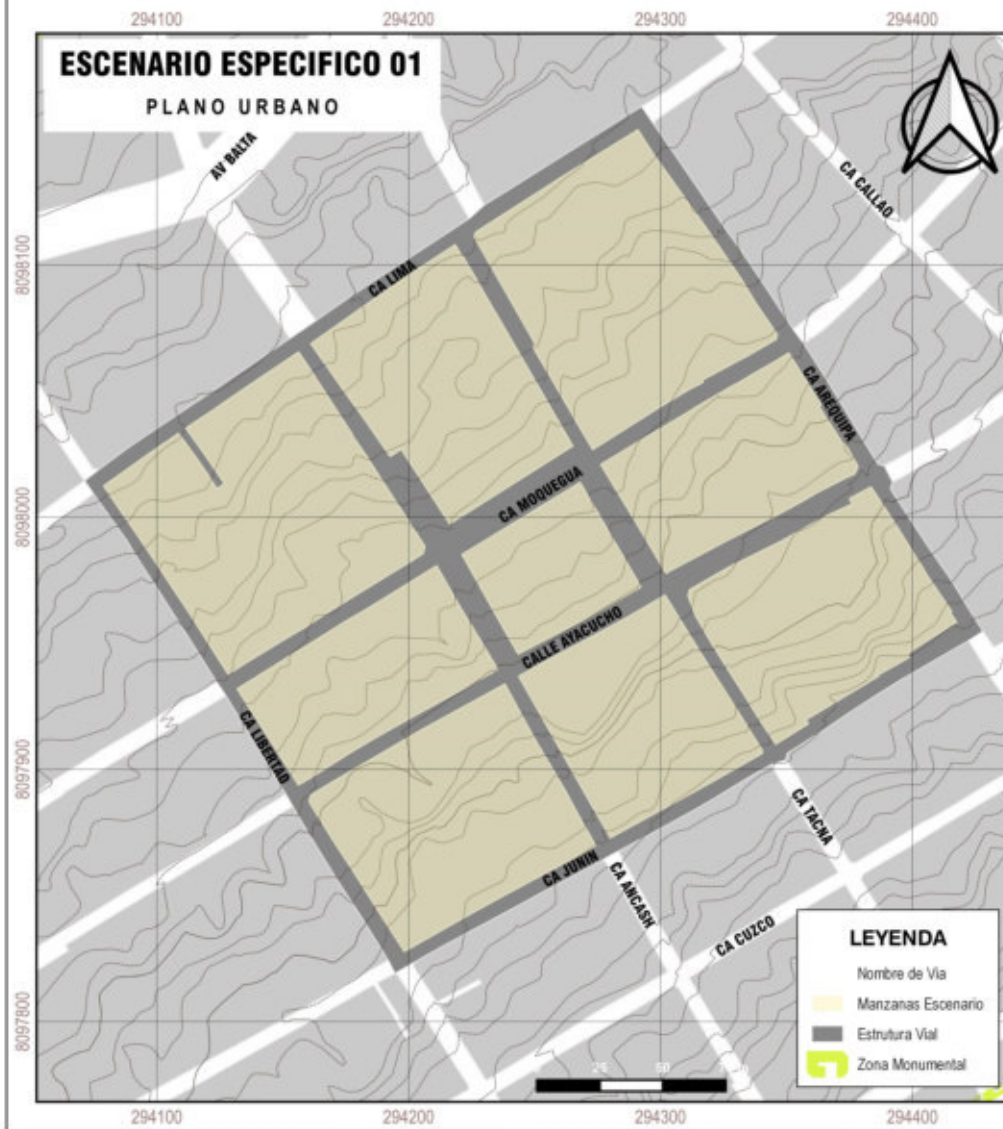 294100 294200 294300 294400
ESCENARIO ESPECIFICO 01
PLANO URBANO
AV BALTA
CA CALLAO
8098100
CA LIMA
CA AREQUIPA
CA MOQUEGUA
8098000
CALLE AYACUCHO
CA LIBERTAD
8097900
CA TACNA
CA JUNIN
CA ANCASH
CA CUZCO
LEYENDA
Nombre de Via
Manzanas Escenario
Estrutura Vial
Zona Monumental
8097800
25 50
294100 294200 294300 294400